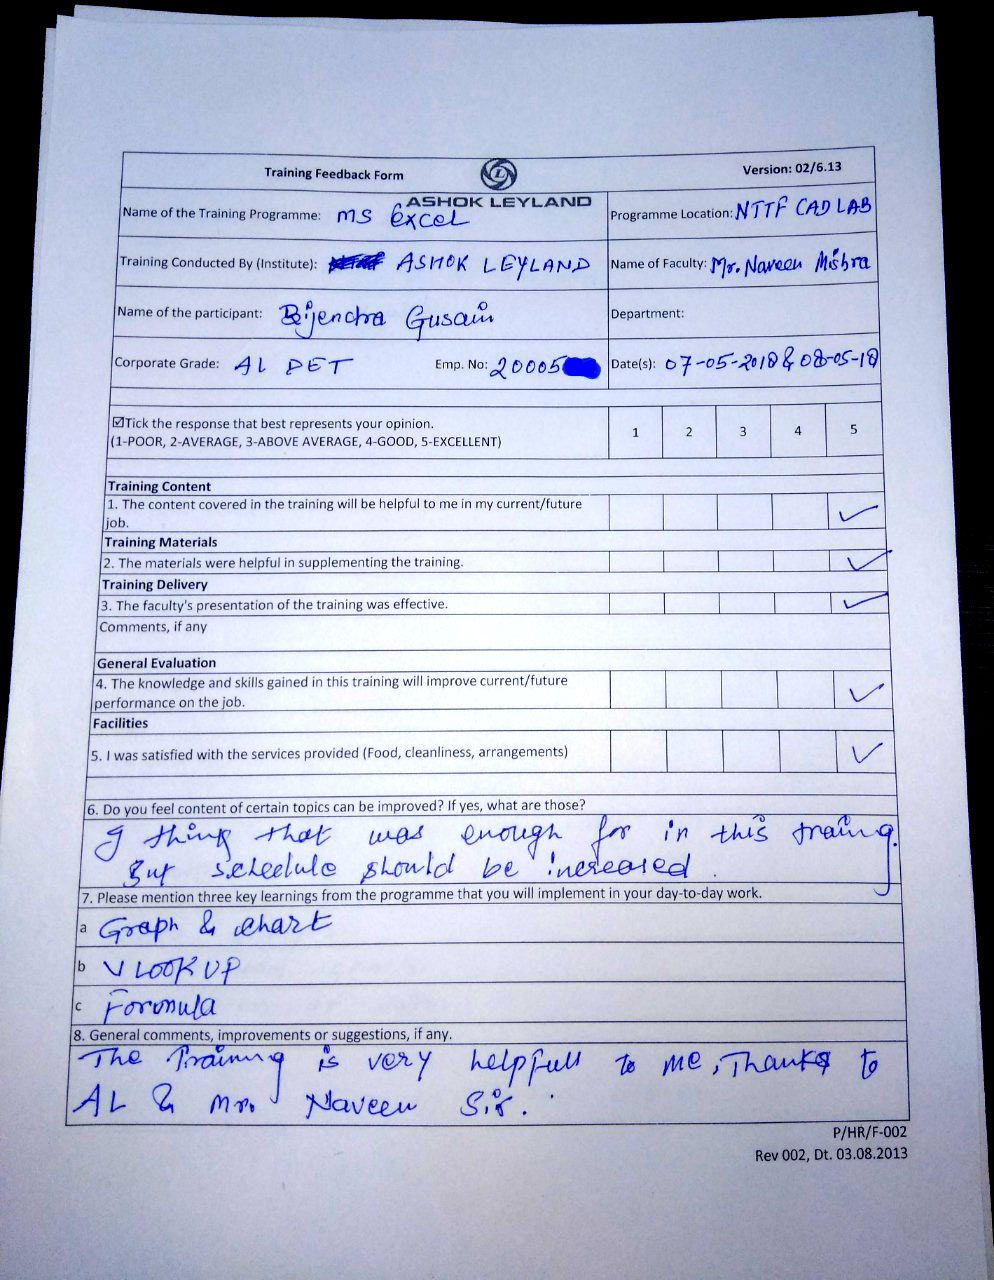 Training Feedback Form
ASHOK LEYLAND
Version: 02/6.13
Name of the Training Programme: MS Excel
Programme Location: NTTF CAD LAB
Training Conducted By (Institute): ASHOK LEYLAND
Name of Faculty: Mr. Naveen Mishra
Name of the participant: Bijendra Gusain
Department:
Corporate Grade: AL DET Emp. No: 20005
Date(s): 07-05-2018 & 08-05-18
☑Tick the response that best represents your opinion.
(1-POOR, 2-AVERAGE, 3-ABOVE AVERAGE, 4-GOOD, 5-EXCELLENT)
1 2 3 4 5
Training Content
1. The content covered in the training will be helpful to me in my current/future
job.
Training Materials
2. The materials were helpful in supplementing the training.
Training Delivery
3. The faculty's presentation of the training was effective.
Comments, if any
General Evaluation
4. The knowledge and skills gained in this training will improve current/future
performance on the job.
Facilities
5. I was satisfied with the services provided (Food, cleanliness, arrangements)
6. Do you feel content of certain topics can be improved? If yes, what are those?
I think that was enough for in this traing.
But schedule should be increased.
7. Please mention three key learnings from the programme that you will implement in your day-to-day work.
a Graph & chart
b V LOOK UP
c Formula
8. General comments, improvements or suggestions, if any.
The Training is very helpfull to me, Thanks to
AL & Mr. Naveen Sir.
P/HR/F-002
Rev 002, Dt. 03.08.2013